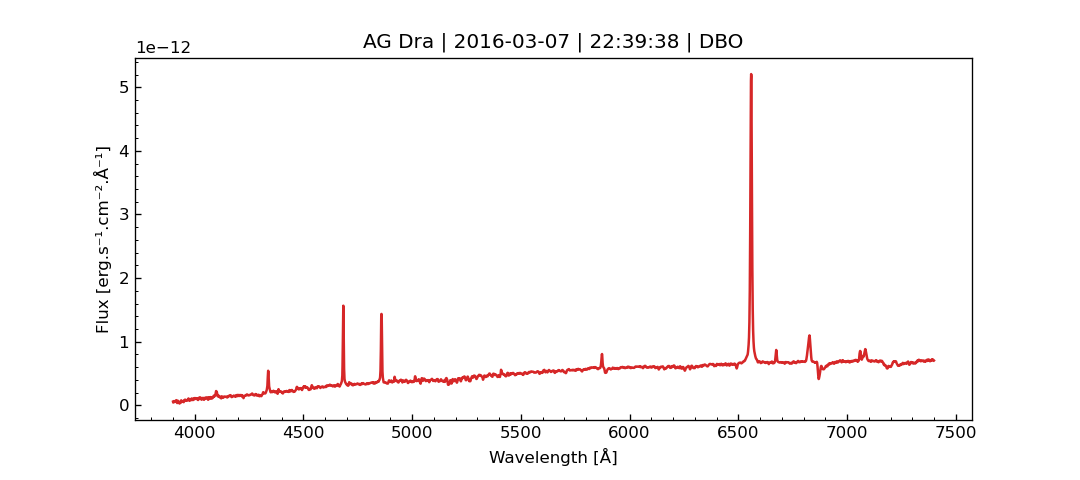 AG Dra | 2016-03-07 | 22:39:38 | DBO
1e−12
Flux [erg.s⁻¹.cm⁻².Å⁻¹]
5
4
3
2
1
0
4000 4500 5000 5500 6000 6500 7000 7500
Wavelength [Å]